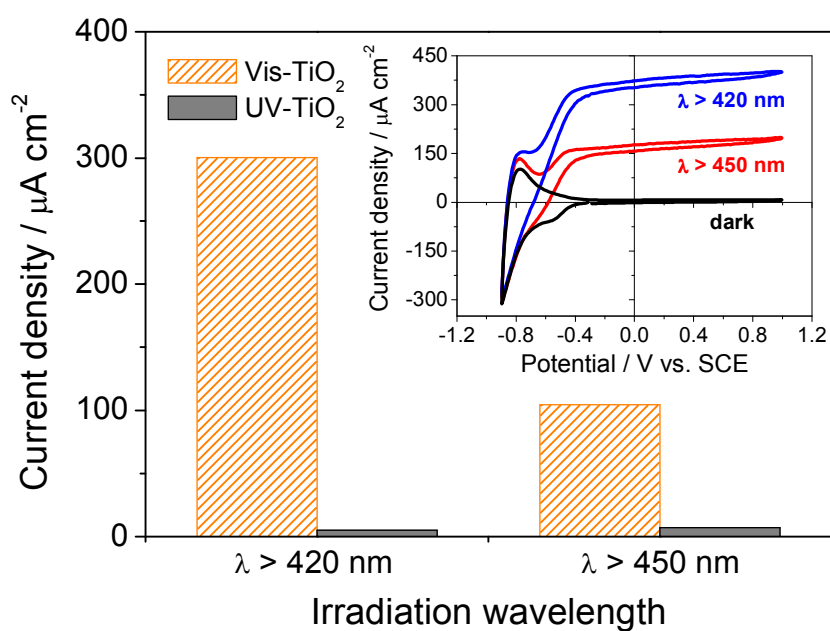 400
300
200
100
0
Current density / μA cm⁻²
Vis-TiO₂
UV-TiO₂
450
300
150
0
-150
-300
Current density / μA cm⁻²
λ > 420 nm
λ > 450 nm
dark
-1.2 -0.8 -0.4 0.0 0.4 0.8 1.2
Potential / V vs. SCE
λ > 420 nm λ > 450 nm
Irradiation wavelength